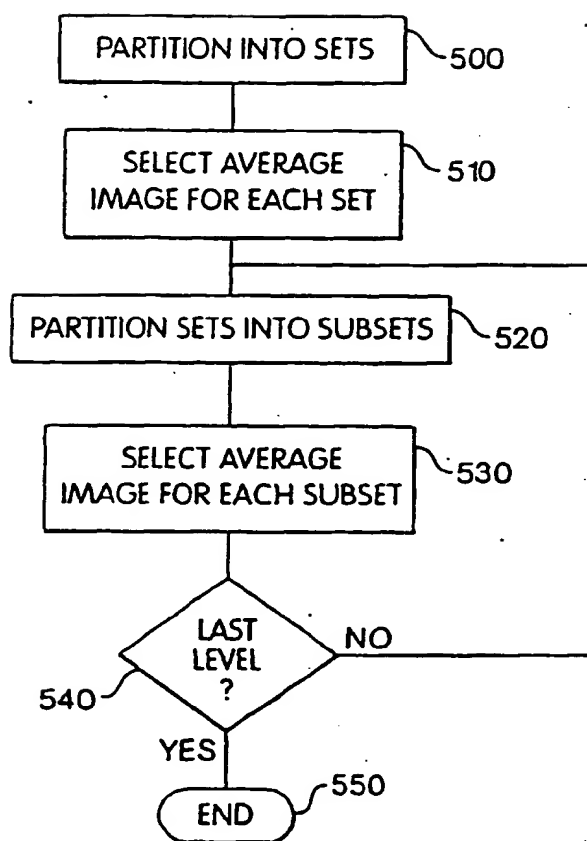 PARTITION INTO SETS
500
SELECT AVERAGE
IMAGE FOR EACH SET
510
PARTITION SETS INTO SUBSETS
520
SELECT AVERAGE
IMAGE FOR EACH SUBSET
530
LAST
LEVEL
?
NO
540
YES
END
550